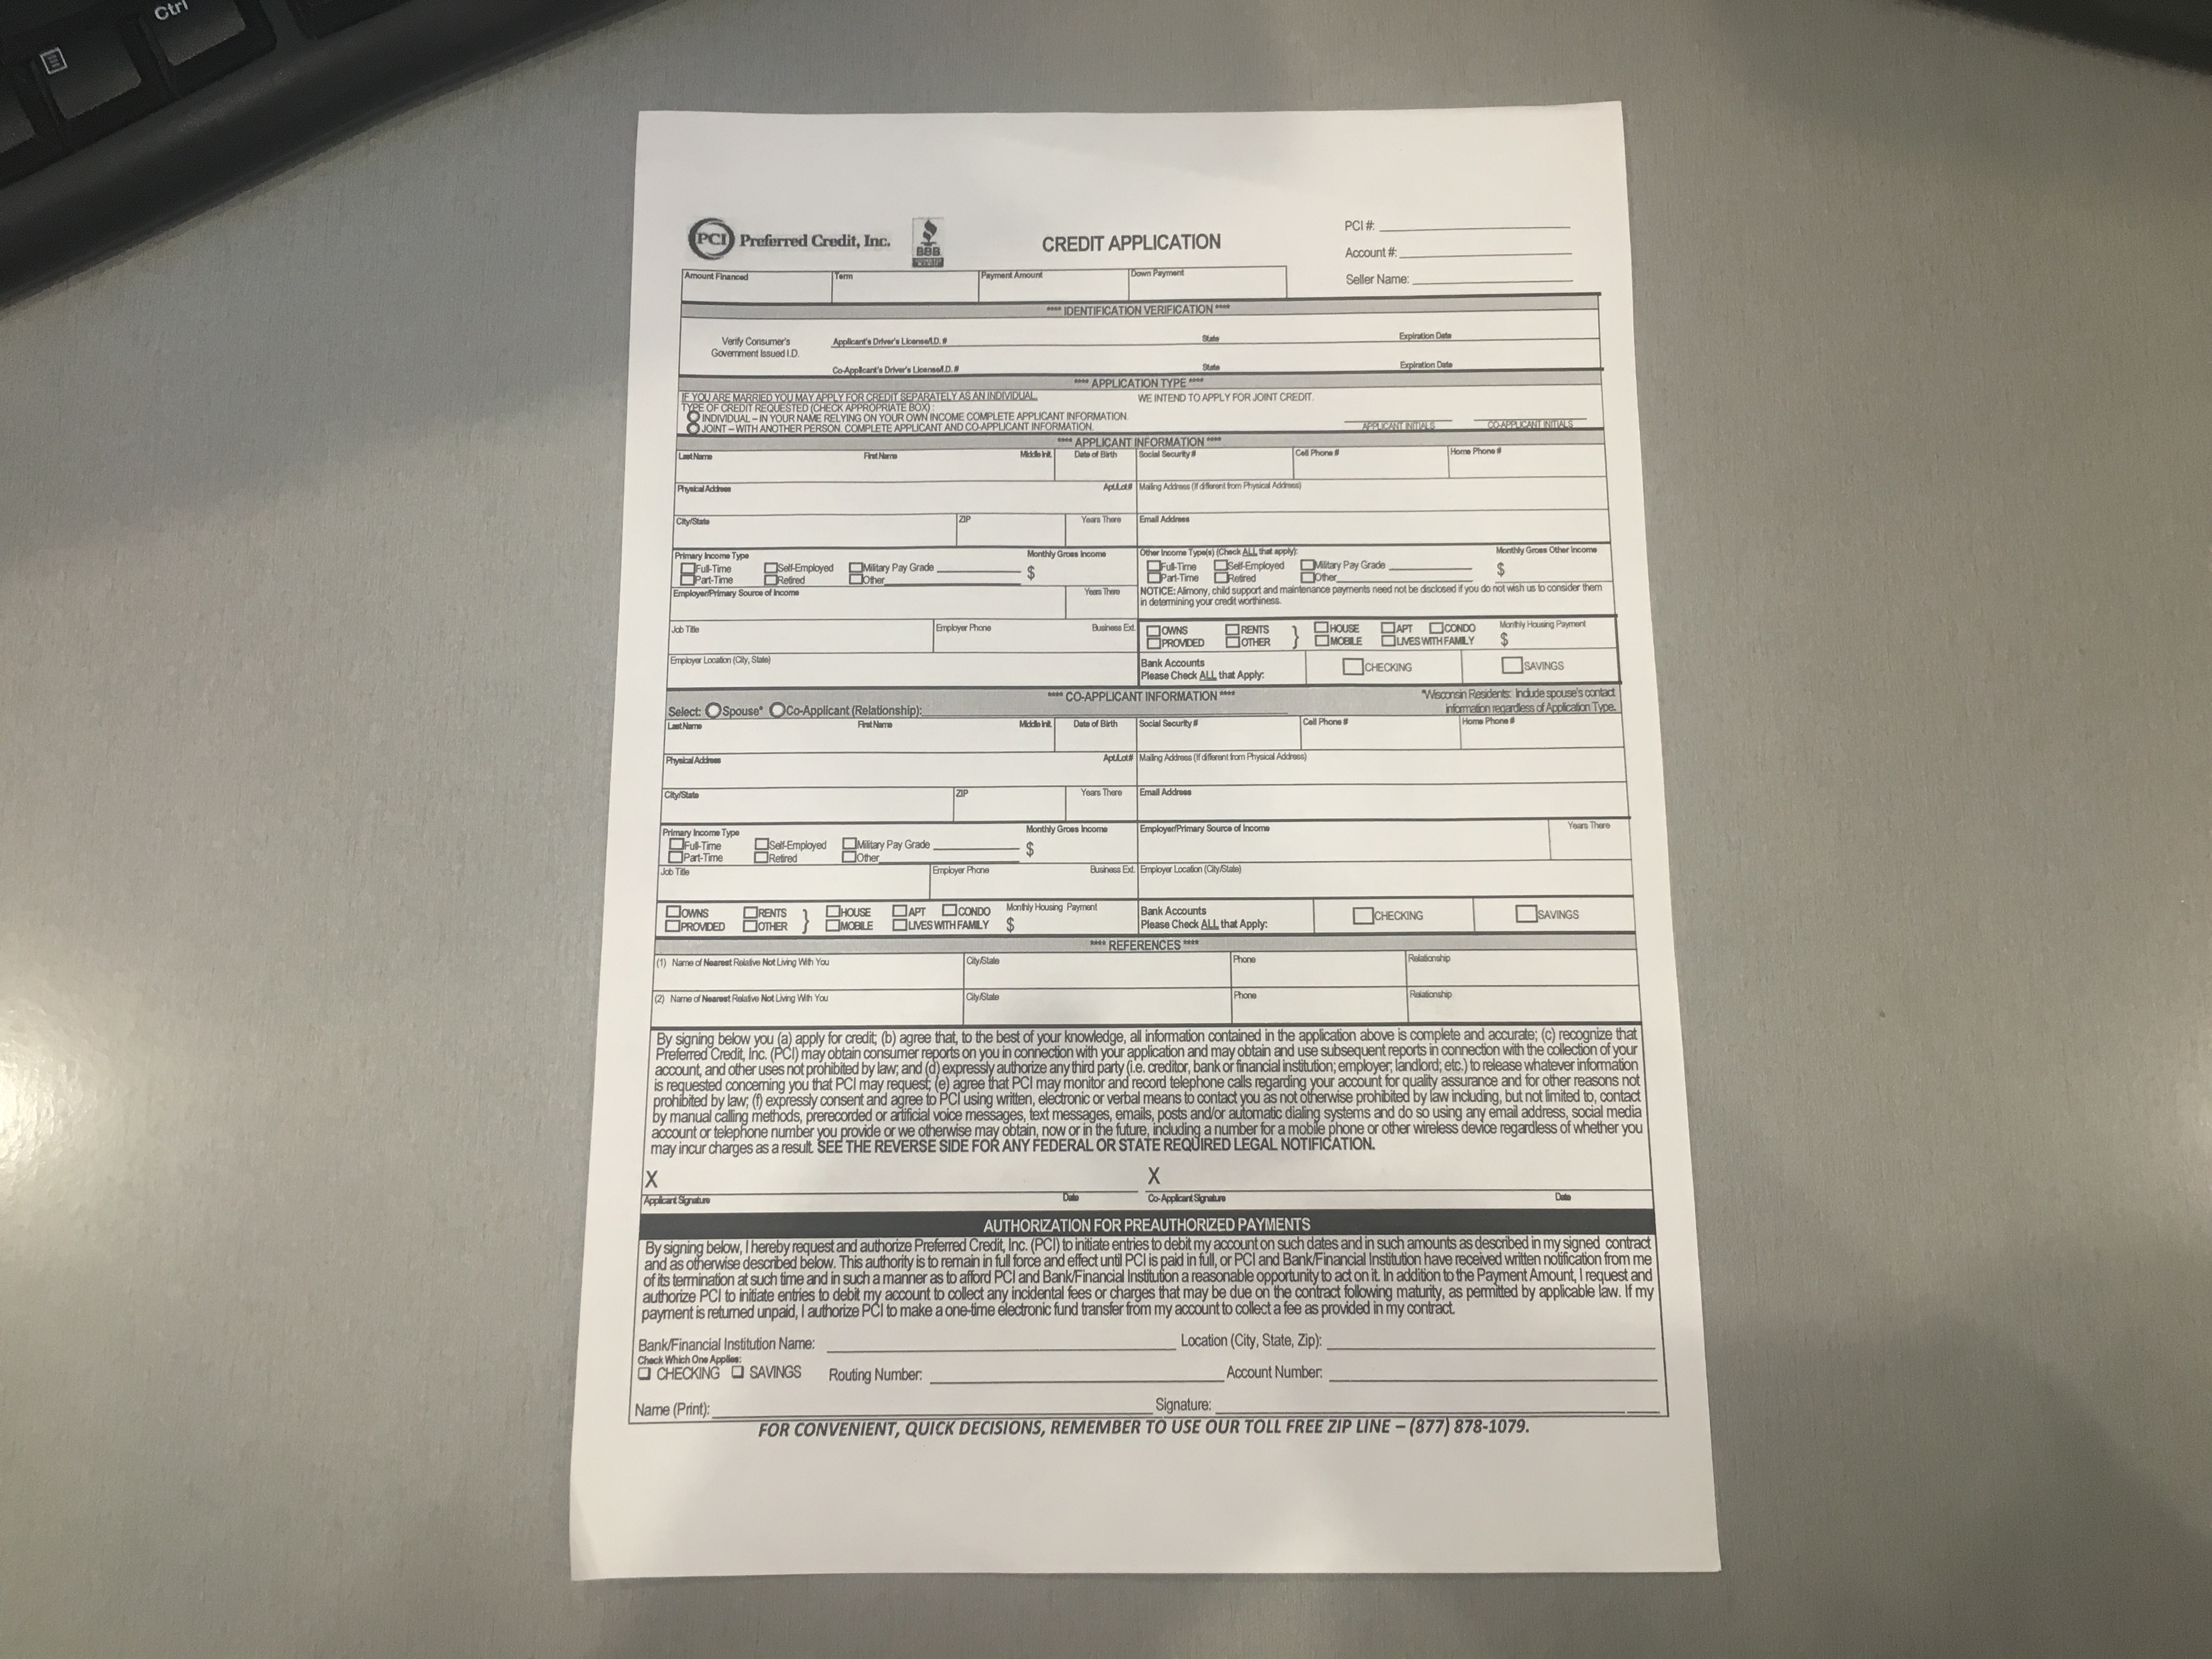 Ctrl
PCI Preferred Credit, Inc.
BBB
CREDIT APPLICATION
PCI #:
Account #:
Seller Name:
Amount Financed Term Payment Amount Down Payment
**** IDENTIFICATION VERIFICATION ****
Verify Consumer's
Government Issued I.D.
Applicant's Driver's License/I.D. # State Expiration Date
Co-Applicant's Driver's License/I.D. # State Expiration Date
**** APPLICATION TYPE ****
IF YOU ARE MARRIED YOU MAY APPLY FOR CREDIT SEPARATELY AS AN INDIVIDUAL. WE INTEND TO APPLY FOR JOINT CREDIT.
TYPE OF CREDIT REQUESTED (CHECK APPROPRIATE BOX):
INDIVIDUAL – IN YOUR NAME RELYING ON YOUR OWN INCOME COMPLETE APPLICANT INFORMATION.
JOINT – WITH ANOTHER PERSON. COMPLETE APPLICANT AND CO-APPLICANT INFORMATION. APPLICANT INITIALS CO-APPLICANT INITIALS
**** APPLICANT INFORMATION ****
Last Name First Name Middle Init. Date of Birth Social Security # Cell Phone # Home Phone #
Physical Address Apt/Lot# Mailing Address (If different from Physical Address)
City/State ZIP Years There Email Address
Primary Income Type Monthly Gross Income Other Income Type(s) (Check ALL that apply): Monthly Gross Other Income
Full-Time Self-Employed Military Pay Grade $ Full-Time Self-Employed Military Pay Grade $
Part-Time Retired Other Part-Time Retired Other
Employer/Primary Source of Income Years There NOTICE: Alimony, child support and maintenance payments need not be disclosed if you do not wish us to consider them
in determining your credit worthiness.
Job Title Employer Phone Business Ext. OWNS RENTS } HOUSE APT CONDO Monthly Housing Payment
PROVIDED OTHER MOBILE LIVES WITH FAMILY $
Employer Location (City, State) Bank Accounts
Please Check ALL that Apply: CHECKING SAVINGS
**** CO-APPLICANT INFORMATION **** *Wisconsin Residents: Include spouse's contact
Select: Spouse* Co-Applicant (Relationship): information regardless of Application Type.
Last Name First Name Middle Init. Date of Birth Social Security # Cell Phone # Home Phone #
Physical Address Apt/Lot# Mailing Address (If different from Physical Address)
City/State ZIP Years There Email Address
Primary Income Type Monthly Gross Income Employer/Primary Source of Income Years There
Full-Time Self-Employed Military Pay Grade $
Part-Time Retired Other
Job Title Employer Phone Business Ext. Employer Location (City/State)
OWNS RENTS } HOUSE APT CONDO Monthly Housing Payment Bank Accounts
PROVIDED OTHER MOBILE LIVES WITH FAMILY $ Please Check ALL that Apply: CHECKING SAVINGS
**** REFERENCES ****
(1) Name of Nearest Relative Not Living With You City/State Phone Relationship
(2) Name of Nearest Relative Not Living With You City/State Phone Relationship
By signing below you (a) apply for credit; (b) agree that, to the best of your knowledge, all information contained in the application above is complete and accurate; (c) recognize that
Preferred Credit, Inc. (PCI) may obtain consumer reports on you in connection with your application and may obtain and use subsequent reports in connection with the collection of your
account, and other uses not prohibited by law; and (d) expressly authorize any third party (i.e. creditor, bank or financial institution; employer; landlord; etc.) to release whatever information
is requested concerning you that PCI may request; (e) agree that PCI may monitor and record telephone calls regarding your account for quality assurance and for other reasons not
prohibited by law; (f) expressly consent and agree to PCI using written, electronic or verbal means to contact you as not otherwise prohibited by law including, but not limited to, contact
by manual calling methods, prerecorded or artificial voice messages, text messages, emails, posts and/or automatic dialing systems and do so using any email address, social media
account or telephone number you provide or we otherwise may obtain, now or in the future, including a number for a mobile phone or other wireless device regardless of whether you
may incur charges as a result. SEE THE REVERSE SIDE FOR ANY FEDERAL OR STATE REQUIRED LEGAL NOTIFICATION.
X X
Applicant Signature Date Co-Applicant Signature Date
AUTHORIZATION FOR PREAUTHORIZED PAYMENTS
By signing below, I hereby request and authorize Preferred Credit, Inc. (PCI) to initiate entries to debit my account on such dates and in such amounts as described in my signed contract
and as otherwise described below. This authority is to remain in full force and effect until PCI is paid in full, or PCI and Bank/Financial Institution have received written notification from me
of its termination at such time and in such a manner as to afford PCI and Bank/Financial Institution a reasonable opportunity to act on it. In addition to the Payment Amount, I request and
authorize PCI to initiate entries to debit my account to collect any incidental fees or charges that may be due on the contract following maturity, as permitted by applicable law. If my
payment is returned unpaid, I authorize PCI to make a one-time electronic fund transfer from my account to collect a fee as provided in my contract.
Bank/Financial Institution Name: Location (City, State, Zip):
Check Which One Applies:
CHECKING SAVINGS Routing Number: Account Number:
Name (Print): Signature:
FOR CONVENIENT, QUICK DECISIONS, REMEMBER TO USE OUR TOLL FREE ZIP LINE – (877) 878-1079.